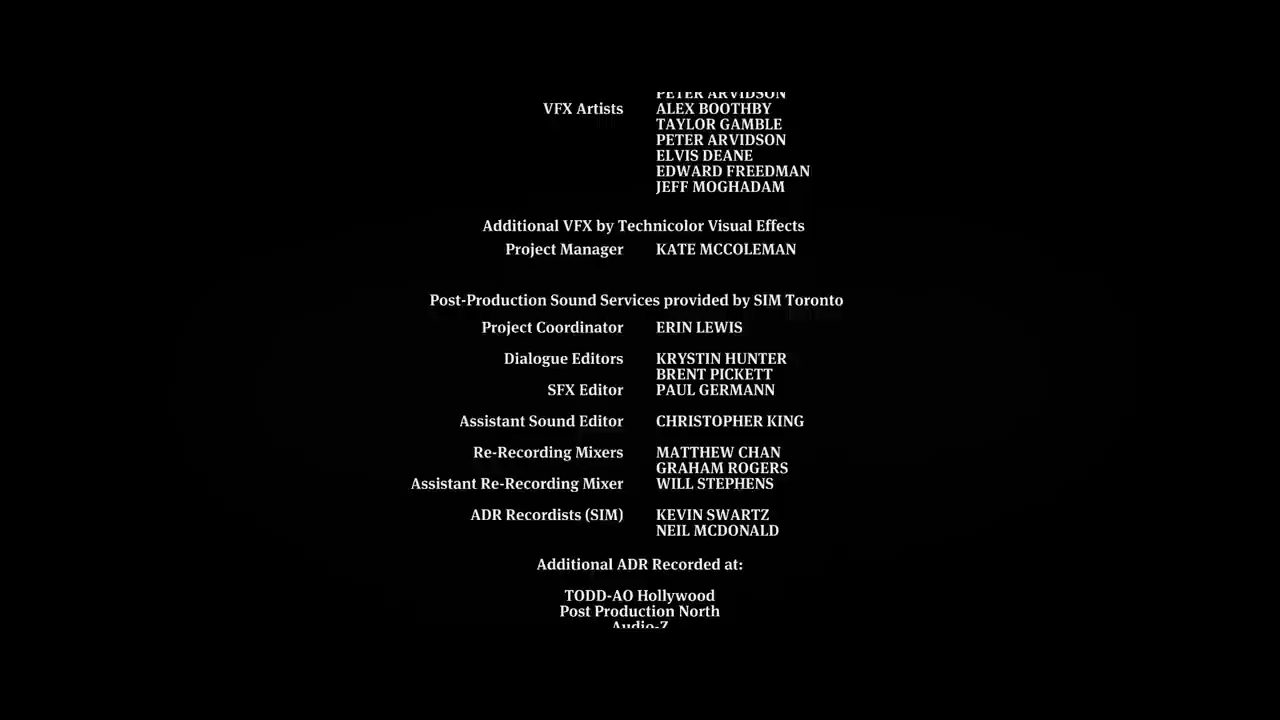 PETER ARVIDSON
VFX Artists ALEX BOOTHBY
TAYLOR GAMBLE
PETER ARVIDSON
ELVIS DEANE
EDWARD FREEDMAN
JEFF MOGHADAM
Additional VFX by Technicolor Visual Effects
Project Manager KATE MCCOLEMAN
Post-Production Sound Services provided by SIM Toronto
Project Coordinator ERIN LEWIS
Dialogue Editors KRYSTIN HUNTER
BRENT PICKETT
SFX Editor PAUL GERMANN
Assistant Sound Editor CHRISTOPHER KING
Re-Recording Mixers MATTHEW CHAN
GRAHAM ROGERS
Assistant Re-Recording Mixer WILL STEPHENS
ADR Recordists (SIM) KEVIN SWARTZ
NEIL MCDONALD
Additional ADR Recorded at:
TODD-AO Hollywood
Post Production North
Audio-Z